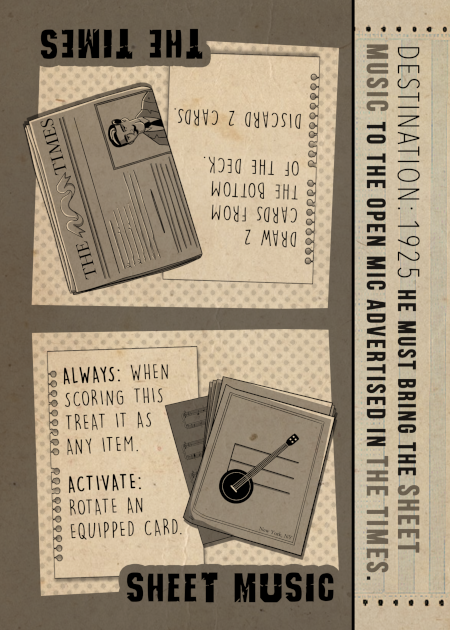 THE TIMES
DRAW 2
CARDS FROM
THE BOTTOM
OF THE DECK.
DISCARD 2 CARDS.
THE TIMES
ALWAYS: WHEN
SCORING THIS
TREAT IT AS
ANY ITEM.
ACTIVATE:
ROTATE AN
EQUIPPED CARD.
New York, NY
SHEET MUSIC
DESTINATION: 1925 HE MUST BRING THE SHEET
MUSIC TO THE OPEN MIC ADVERTISED IN THE TIMES.